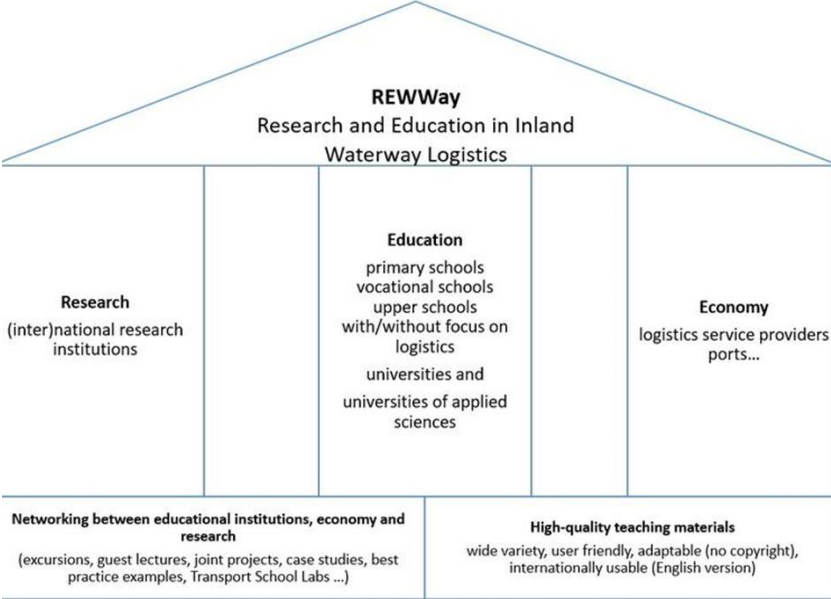 REWWay
Research and Education in Inland
Waterway Logistics
Research
(inter)national research
institutions
Education
primary schools
vocational schools
upper schools
with/without focus on
logistics
universities and
universities of applied
sciences
Economy
logistics service providers
ports...
Networking between educational institutions, economy and
research
(excursions, guest lectures, joint projects, case studies, best
practice examples, Transport School Labs ...)
High-quality teaching materials
wide variety, user friendly, adaptable (no copyright),
internationally usable (English version)